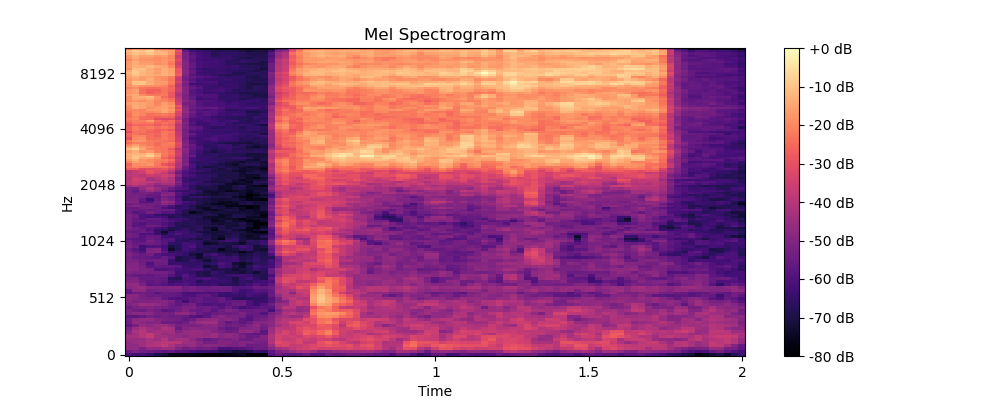 Mel Spectrogram
Hz
8192
4096
2048
1024
512
0
0 0.5 1 1.5 2
Time
+0 dB
-10 dB
-20 dB
-30 dB
-40 dB
-50 dB
-60 dB
-70 dB
-80 dB